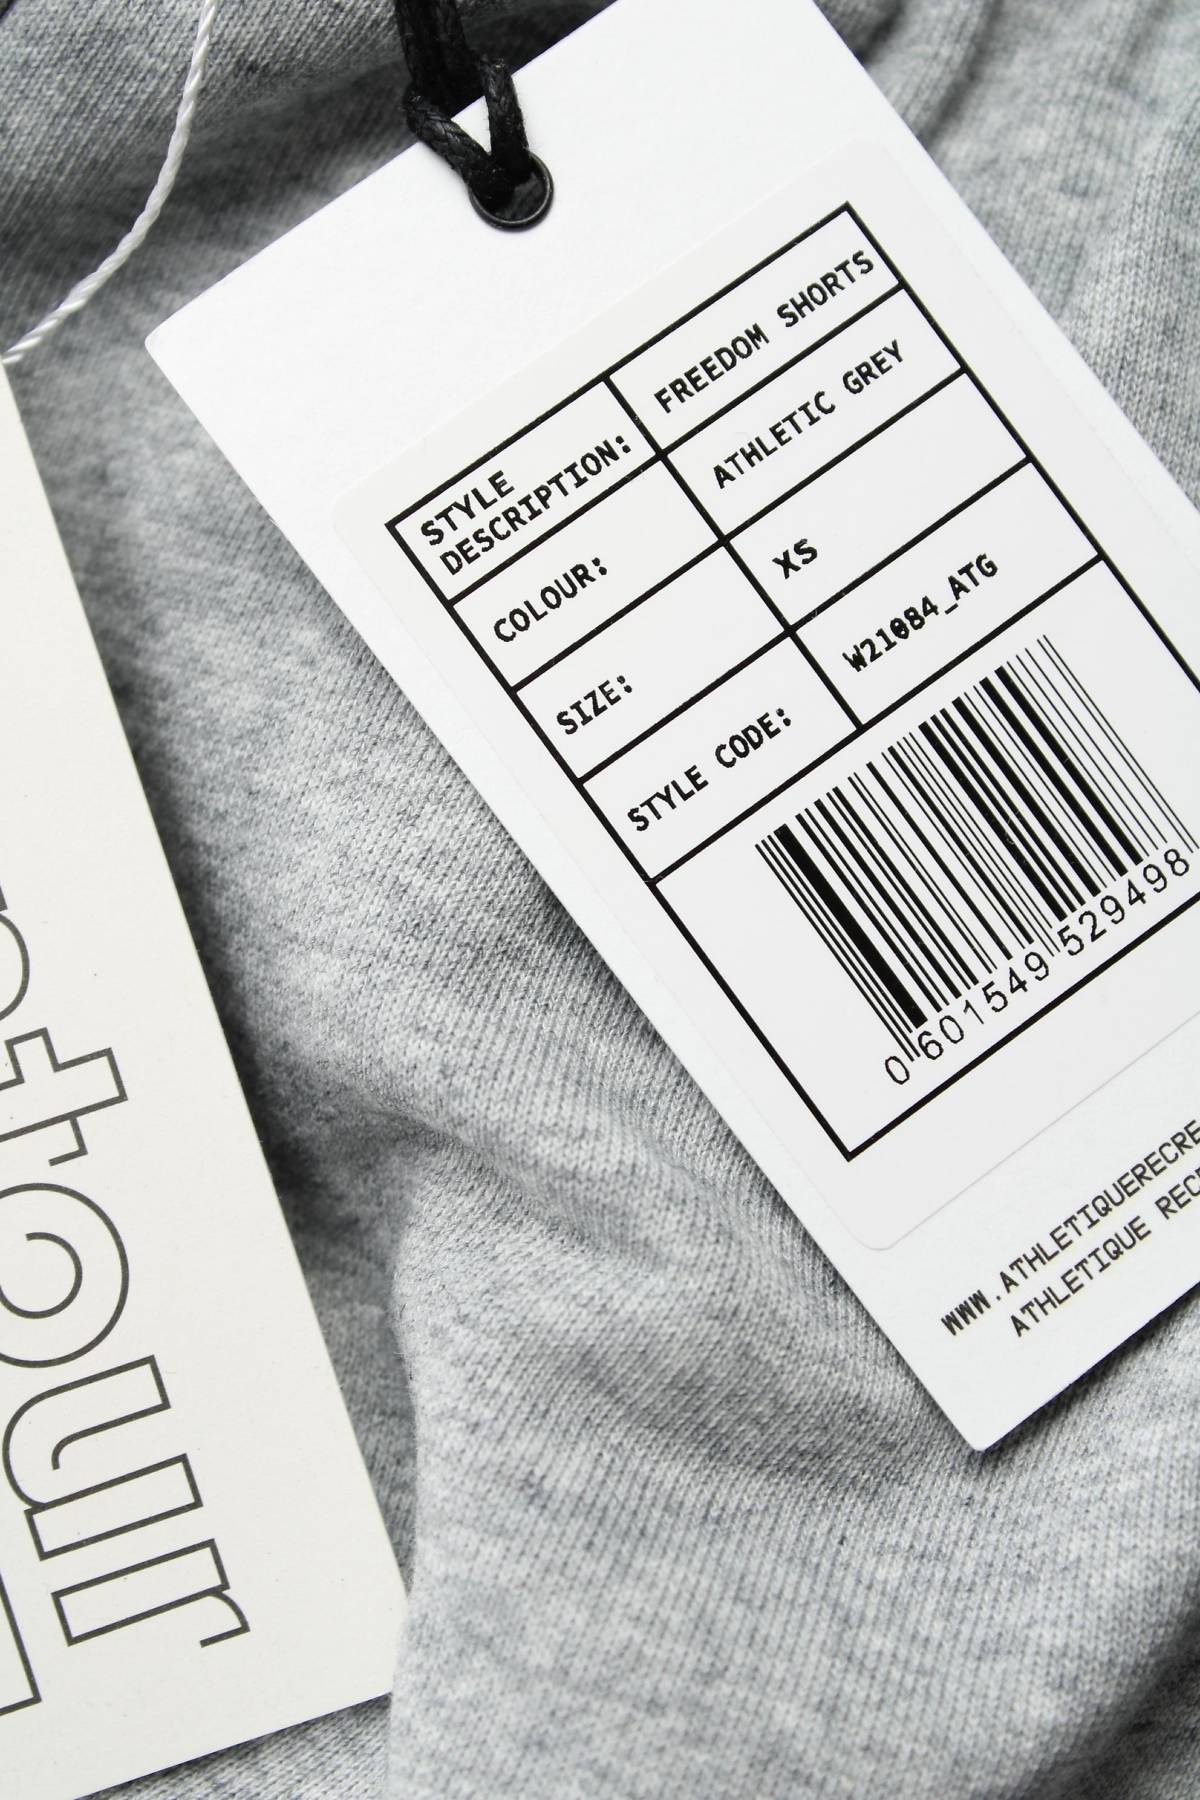 STYLE
DESCRIPTION: FREEDOM SHORTS
COLOUR: ATHLETIC GREY
SIZE: XS
STYLE CODE: W21084_ATG
0 601549 529498
WWW.ATHLETIQUERECRE
ATHLETIQUE REC